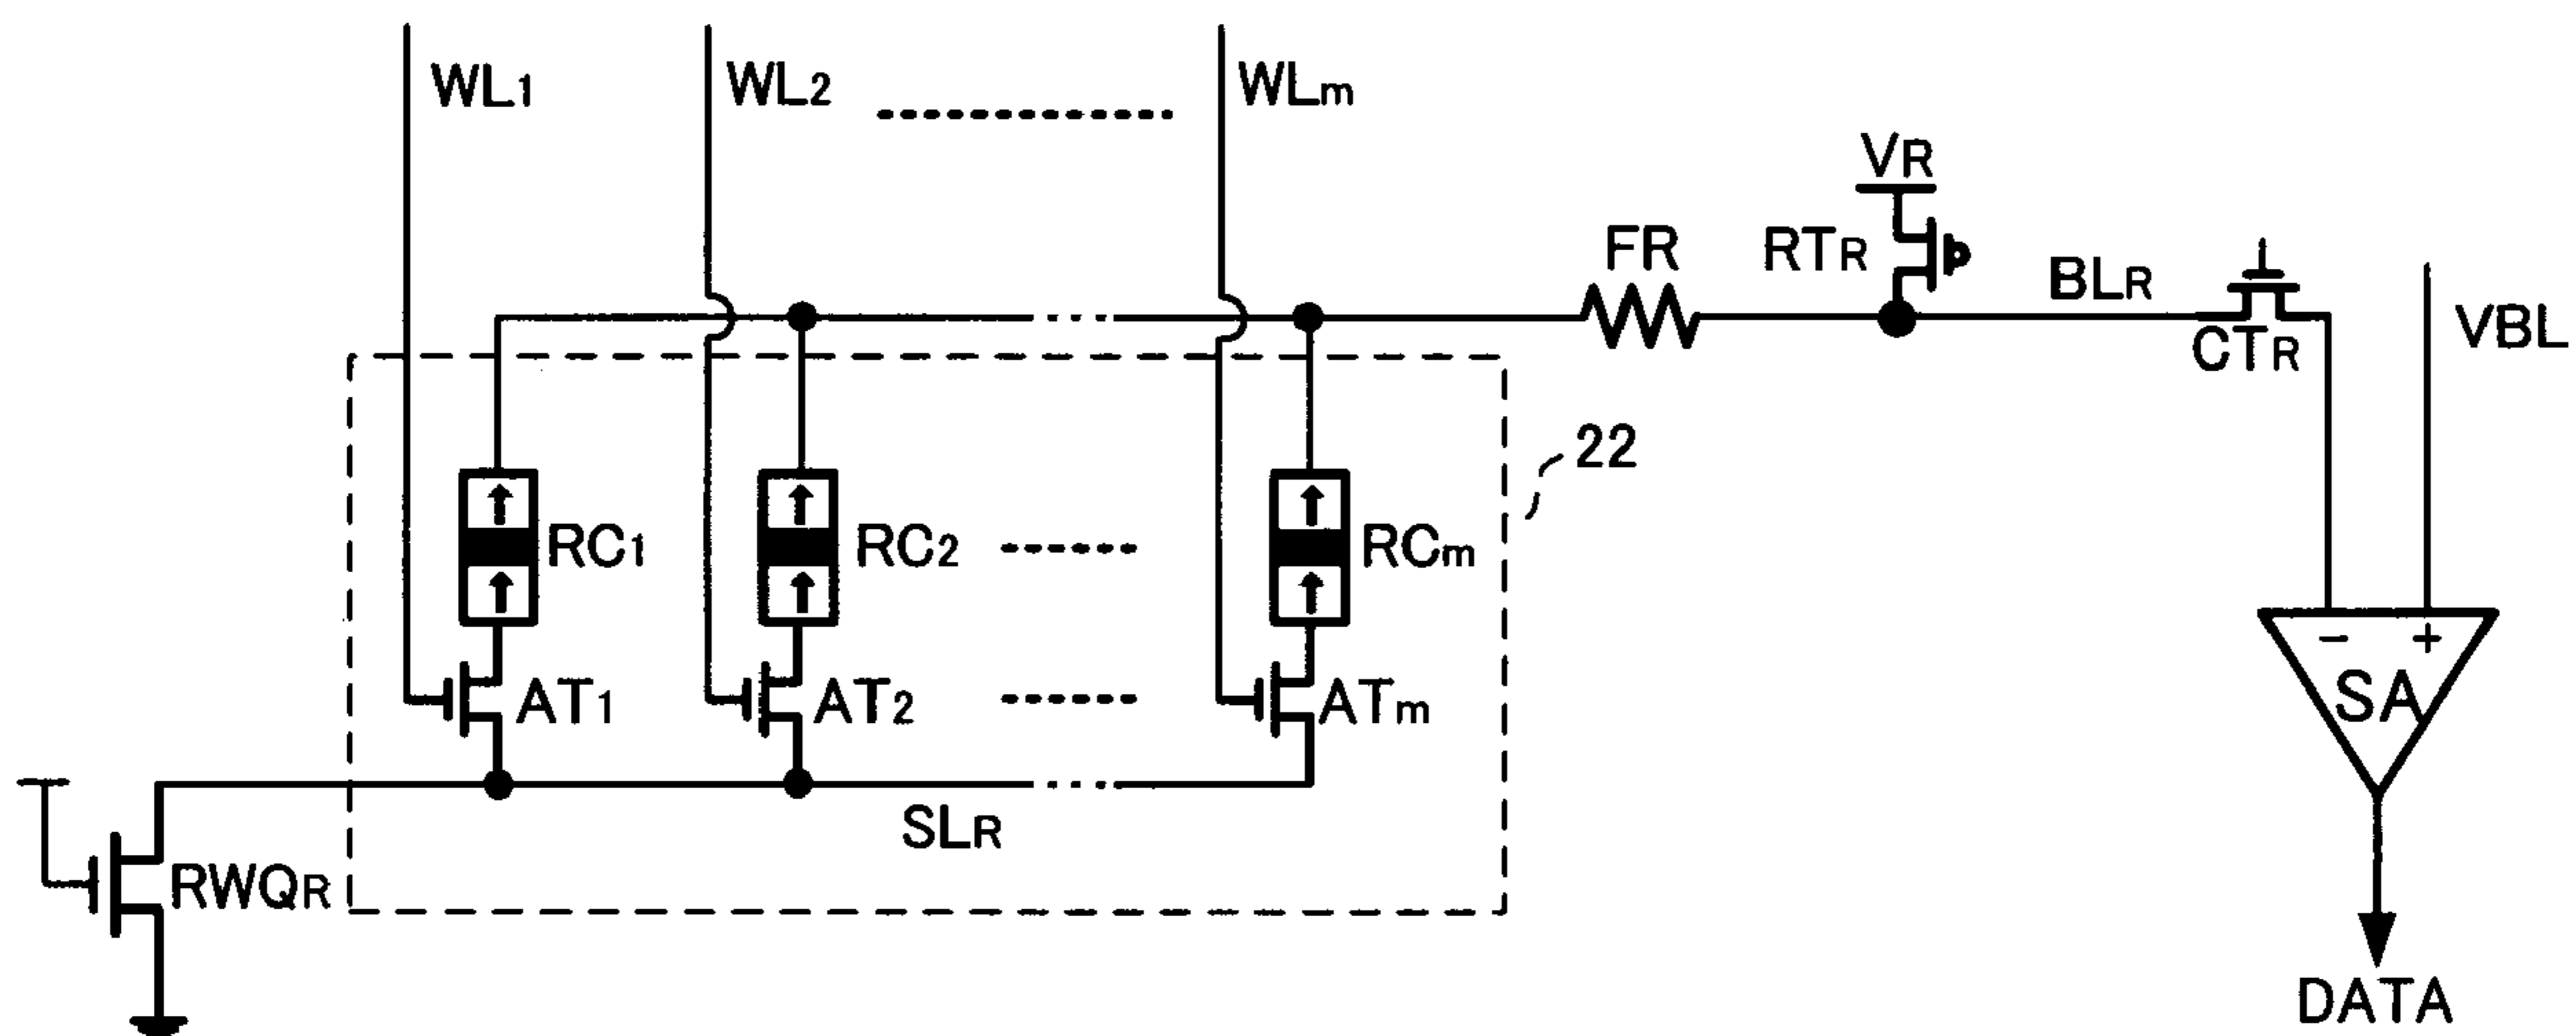 WL1
WL2
WLm
VR
FR
RTR
BLR
CTR
VBL
22
RC1
RC2
RCm
- +
SA
AT1
AT2
ATm
SLR
RWQR
DATA